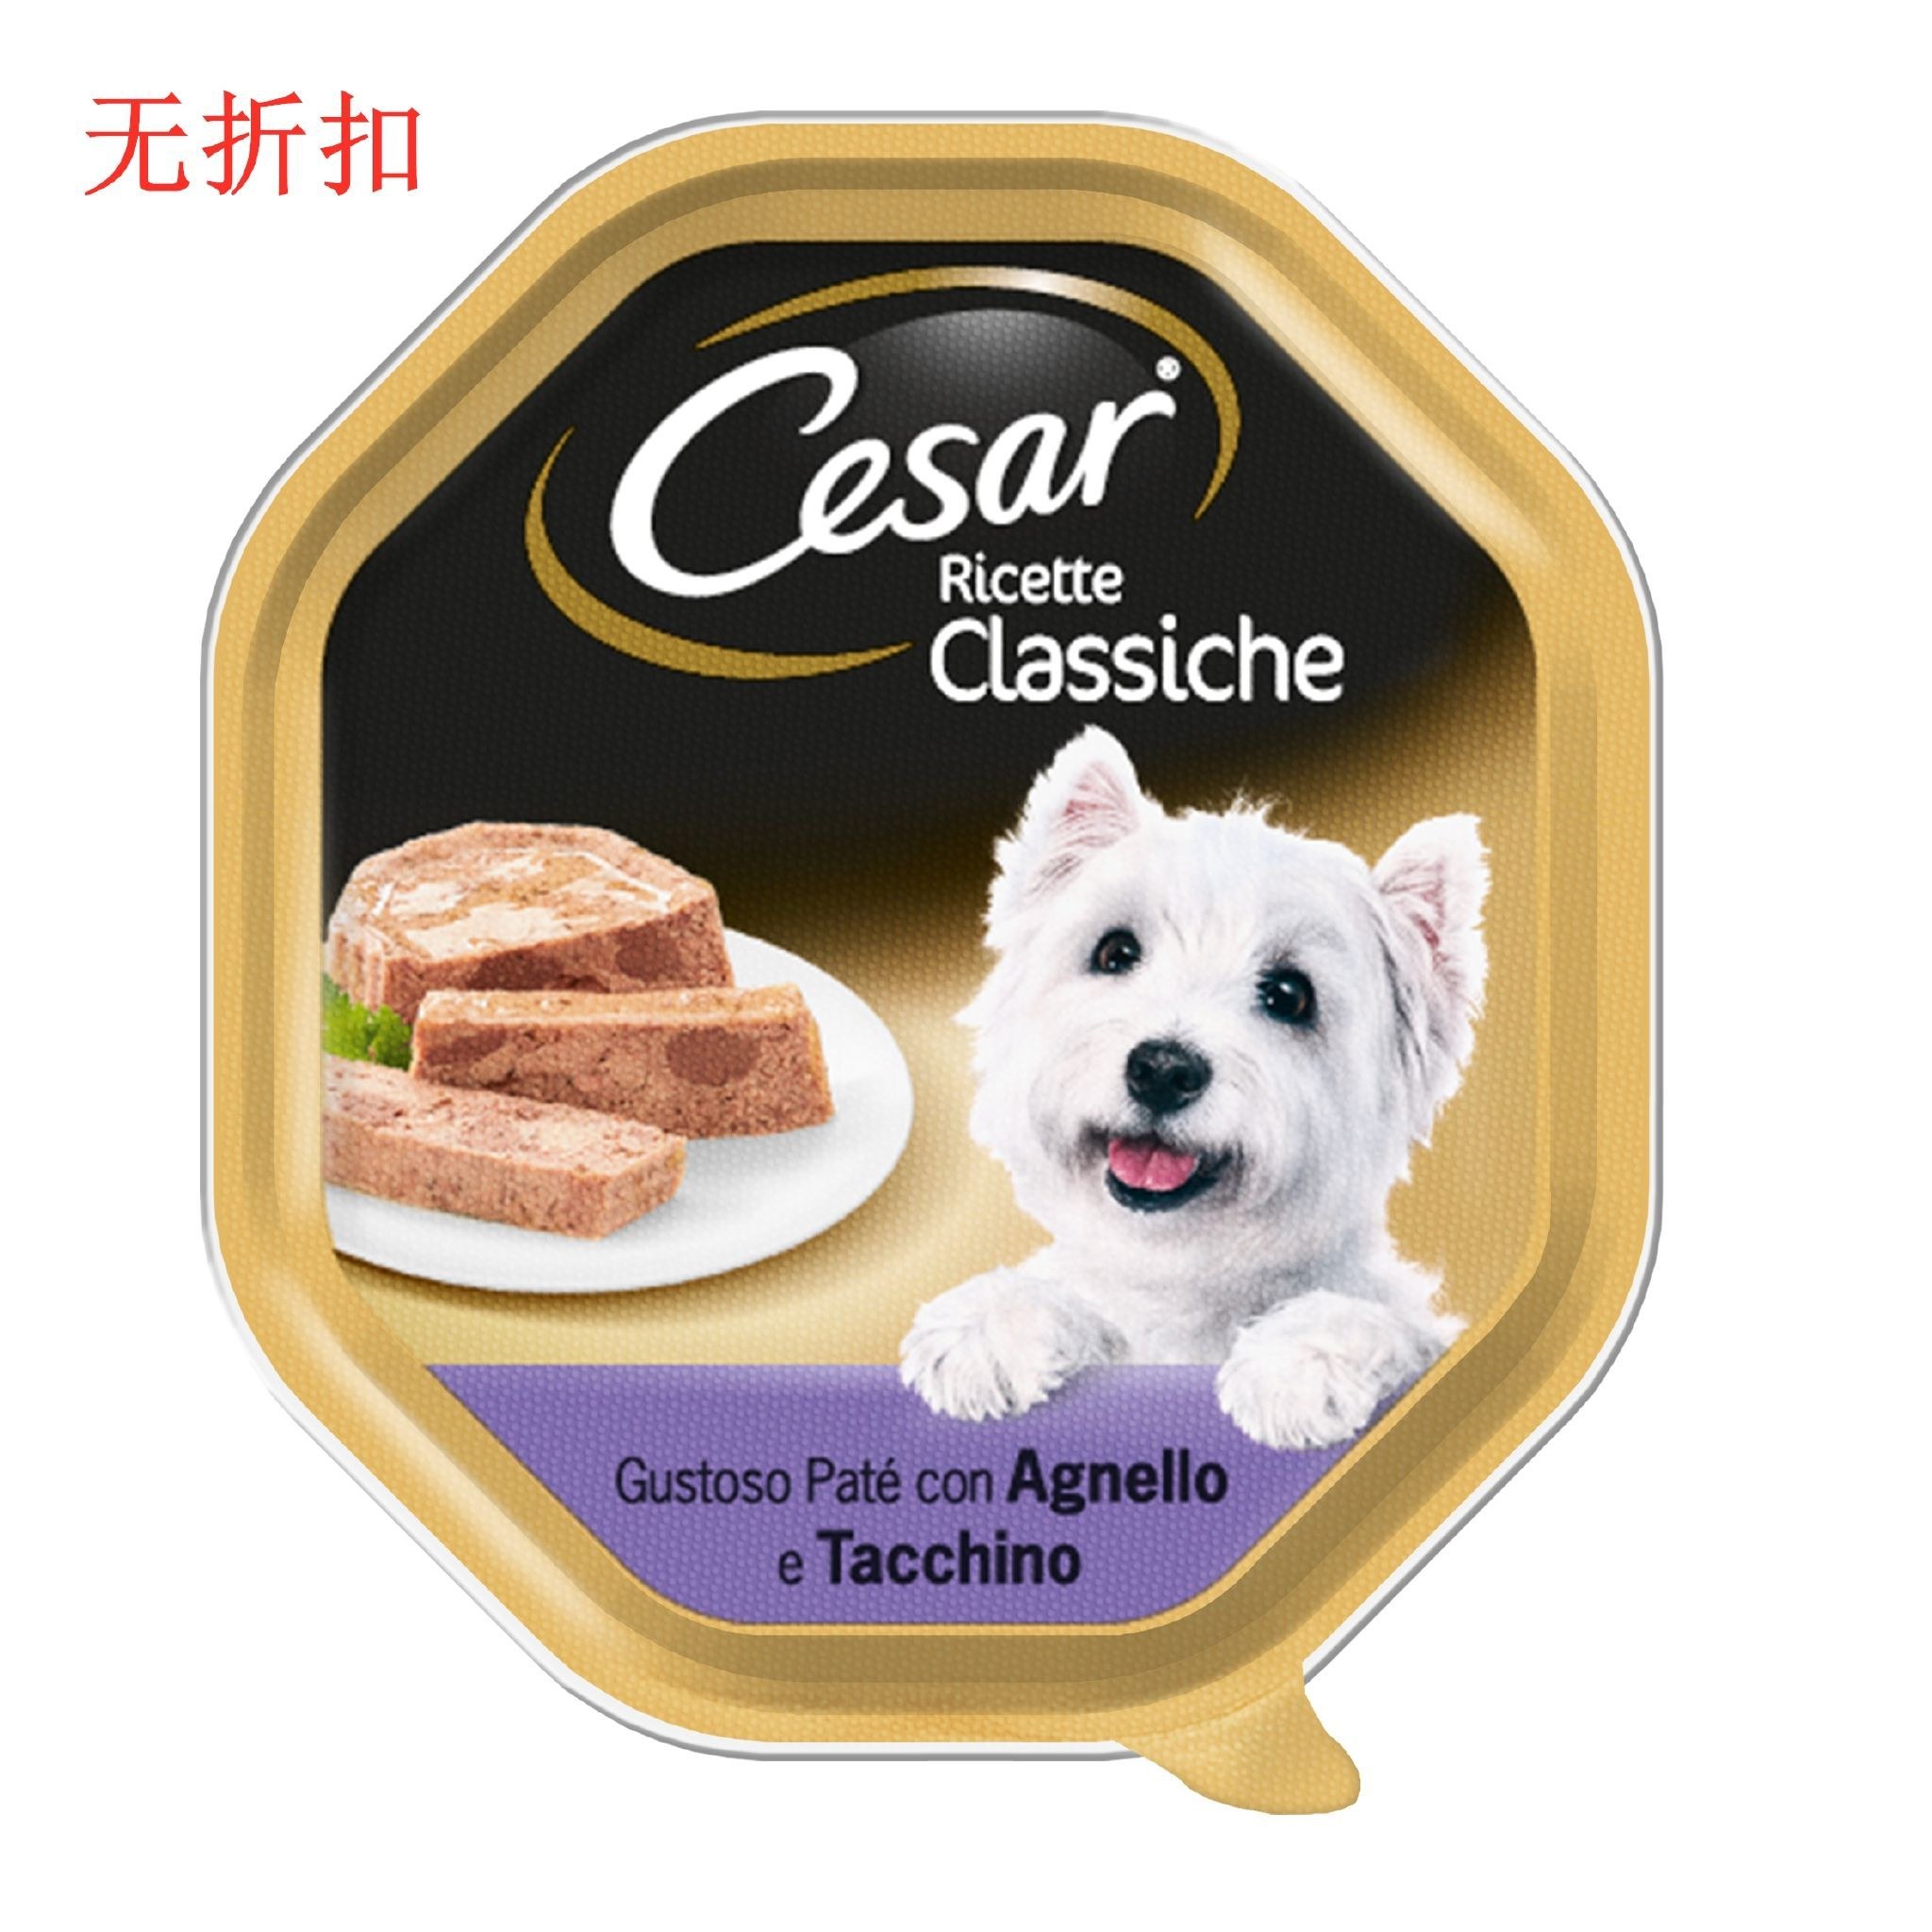 无折扣
Cesar®
Ricette
Classiche
Gustoso Paté con Agnello
e Tacchino